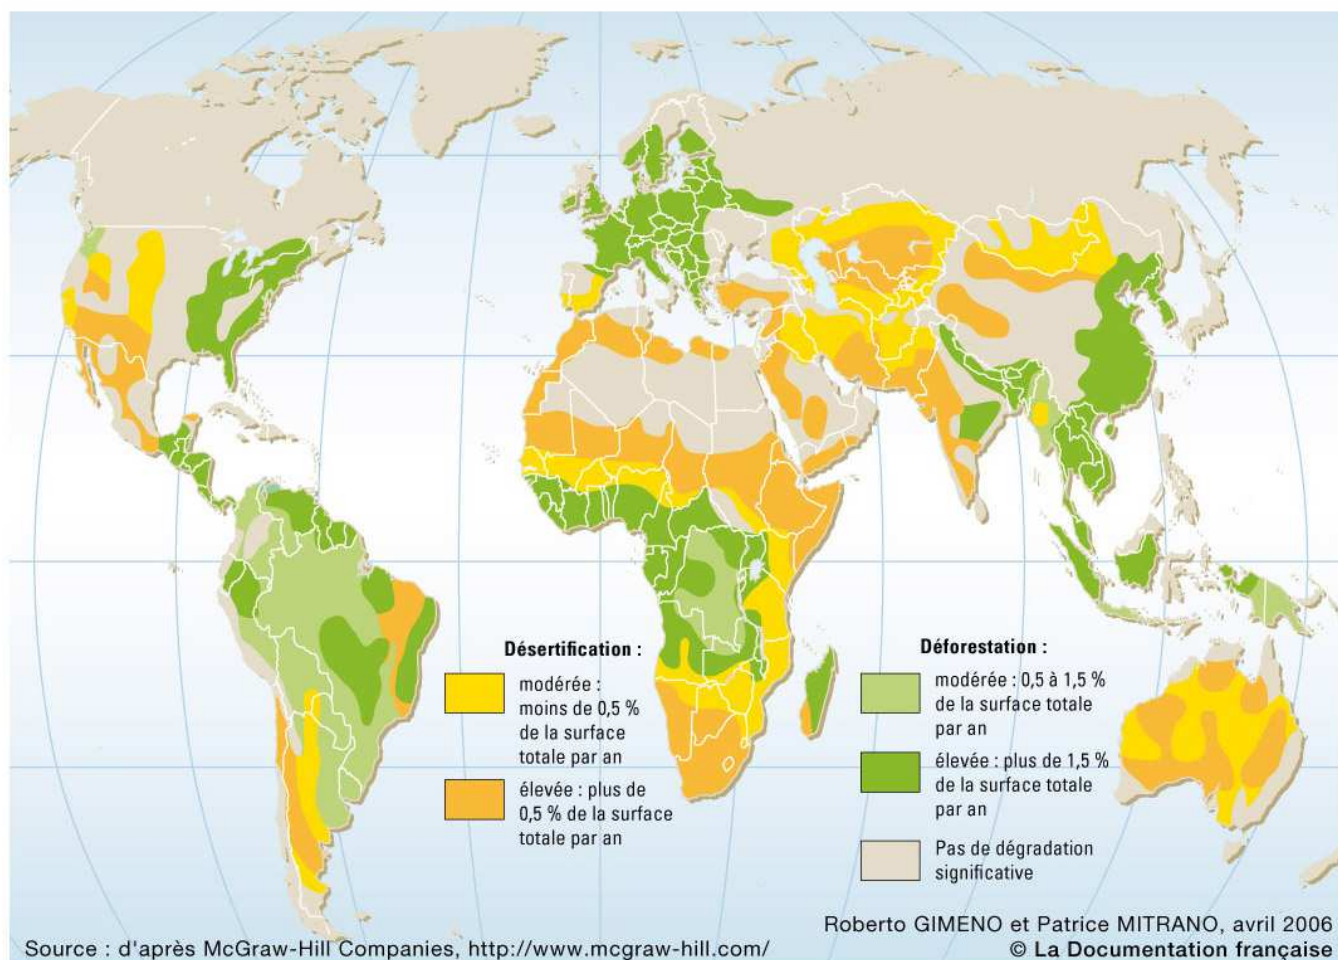 Désertification :
modérée :
moins de 0,5 %
de la surface
totale par an
élevée : plus de
0,5 % de la surface
totale par an
Déforestation :
modérée : 0,5 à 1,5 %
de la surface totale
par an
élevée : plus de 1,5 %
de la surface totale
par an
Pas de dégradation
significative
Roberto GIMENO et Patrice MITRANO, avril 2006
Source : d'après McGraw-Hill Companies, http://www.mcgraw-hill.com/
© La Documentation française